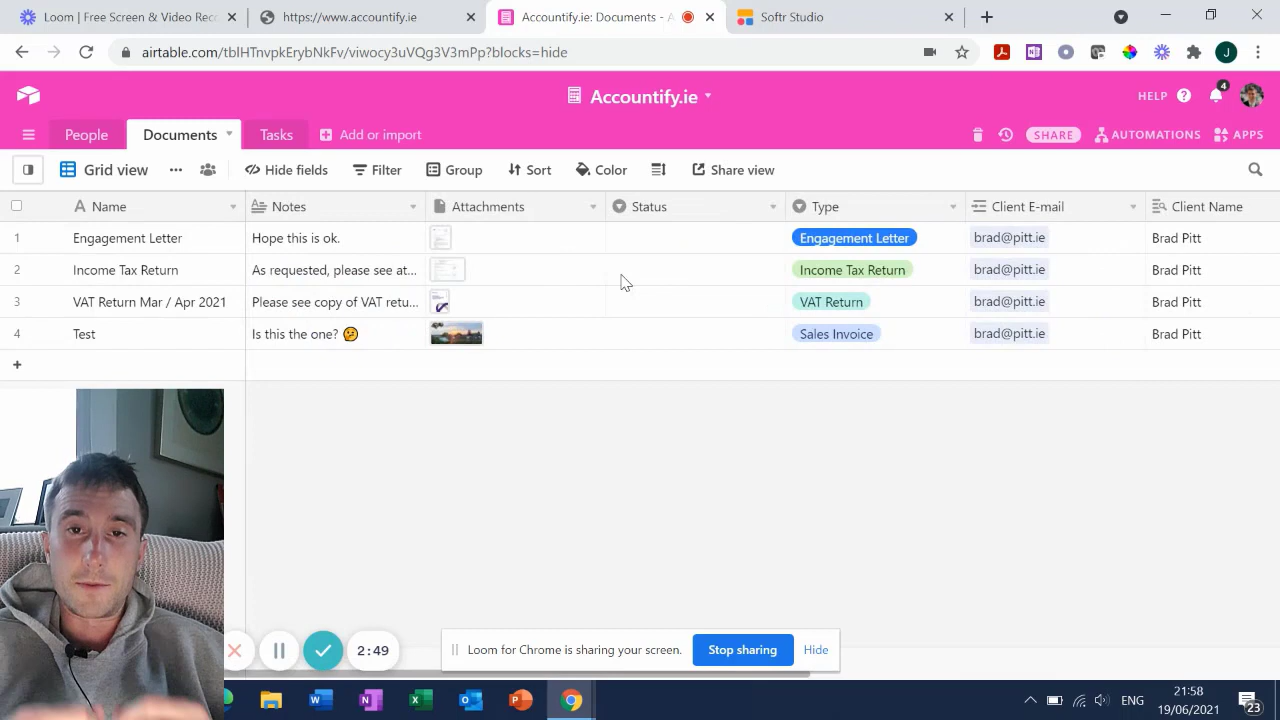 Loom | Free Screen & Video Rec
https://www.accountify.ie
Accountify.ie: Documents - A
Softr Studio
airtable.com/tblHTnvpkErvbNkFv/viwocy3uVQg3V3mPp?blocks=hide
J
Accountify.ie
HELP
4
People
Documents
Tasks
Add or import
SHARE
AUTOMATIONS
APPS
Grid view
Hide fields
Filter
Group
Sort
Color
Share view
Name
Notes
Attachments
Status
Type
Client E-mail
Client Name
1 Engagement Letter Hope this is ok. Engagement Letter brad@pitt.ie Brad Pitt
2 Income Tax Return As requested, please see at... Income Tax Return brad@pitt.ie Brad Pitt
3 VAT Return Mar / Apr 2021 Please see copy of VAT retu... VAT Return brad@pitt.ie Brad Pitt
4 Test Is this the one? 🤔 Sales Invoice brad@pitt.ie Brad Pitt
2:49
Loom for Chrome is sharing your screen.
Stop sharing
Hide
ENG
21:58
19/06/2021
23